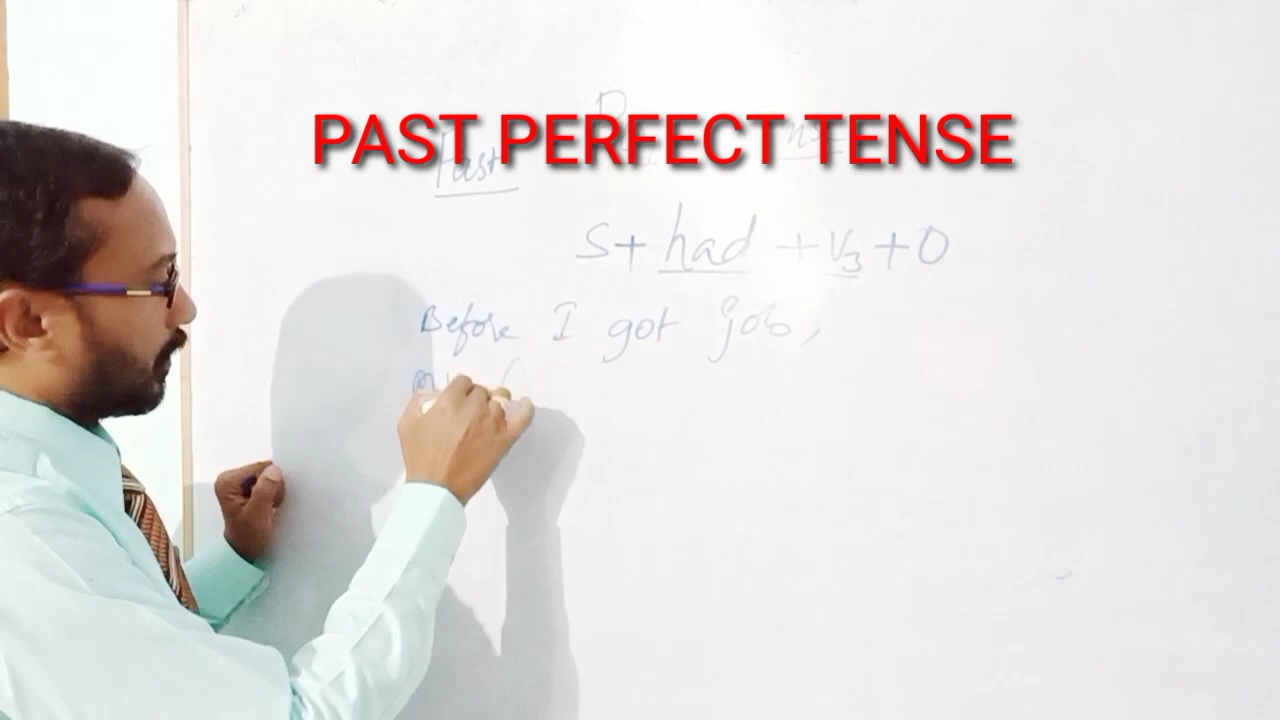 PAST PERFECT TENSE
Past
S + had + V3 + O
Before I got job,